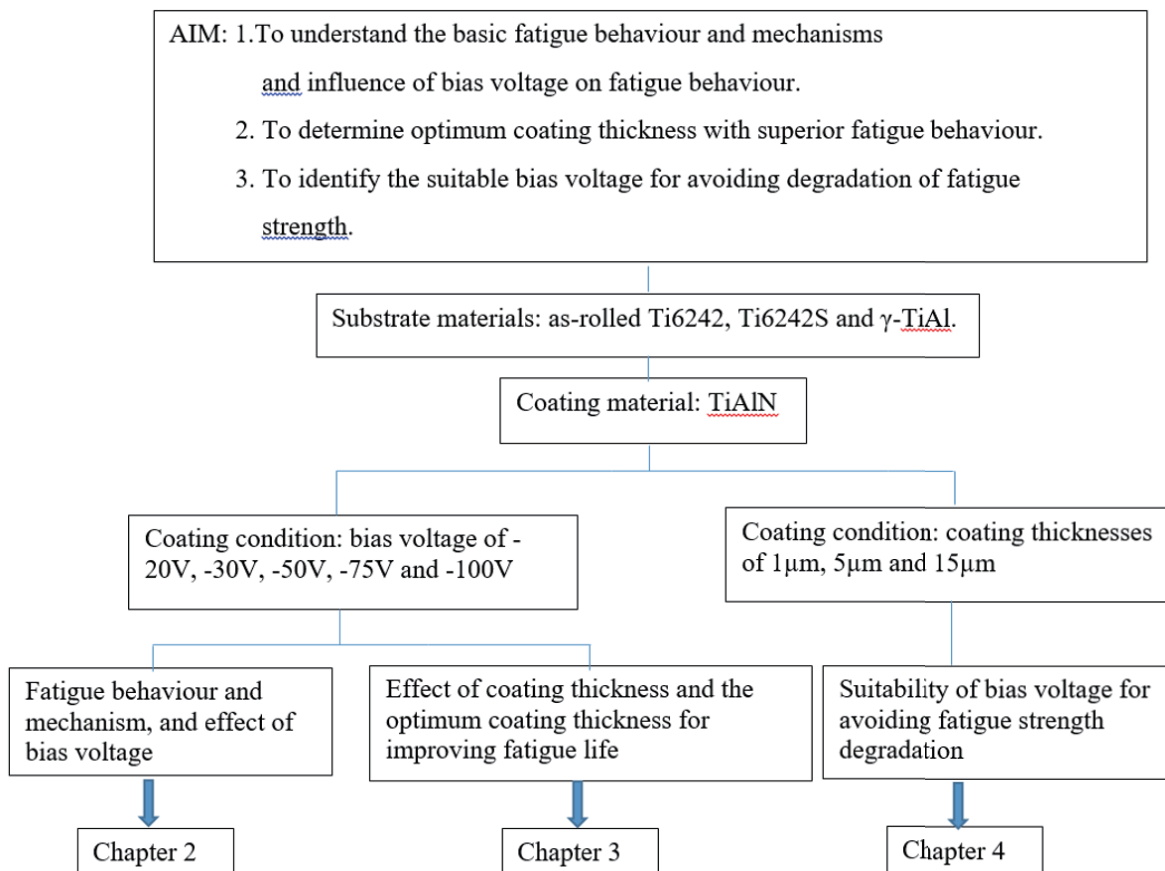 AIM: 1.To understand the basic fatigue behaviour and mechanisms
and influence of bias voltage on fatigue behaviour.
2. To determine optimum coating thickness with superior fatigue behaviour.
3. To identify the suitable bias voltage for avoiding degradation of fatigue
strength.
Substrate materials: as-rolled Ti6242, Ti6242S and γ-TiAl.
Coating material: TiAlN
Coating condition: bias voltage of -
20V, -30V, -50V, -75V and -100V
Coating condition: coating thicknesses
of 1μm, 5μm and 15μm
Fatigue behaviour and
mechanism, and effect of
bias voltage
Effect of coating thickness and the
optimum coating thickness for
improving fatigue life
Suitability of bias voltage for
avoiding fatigue strength
degradation
Chapter 2
Chapter 3
Chapter 4